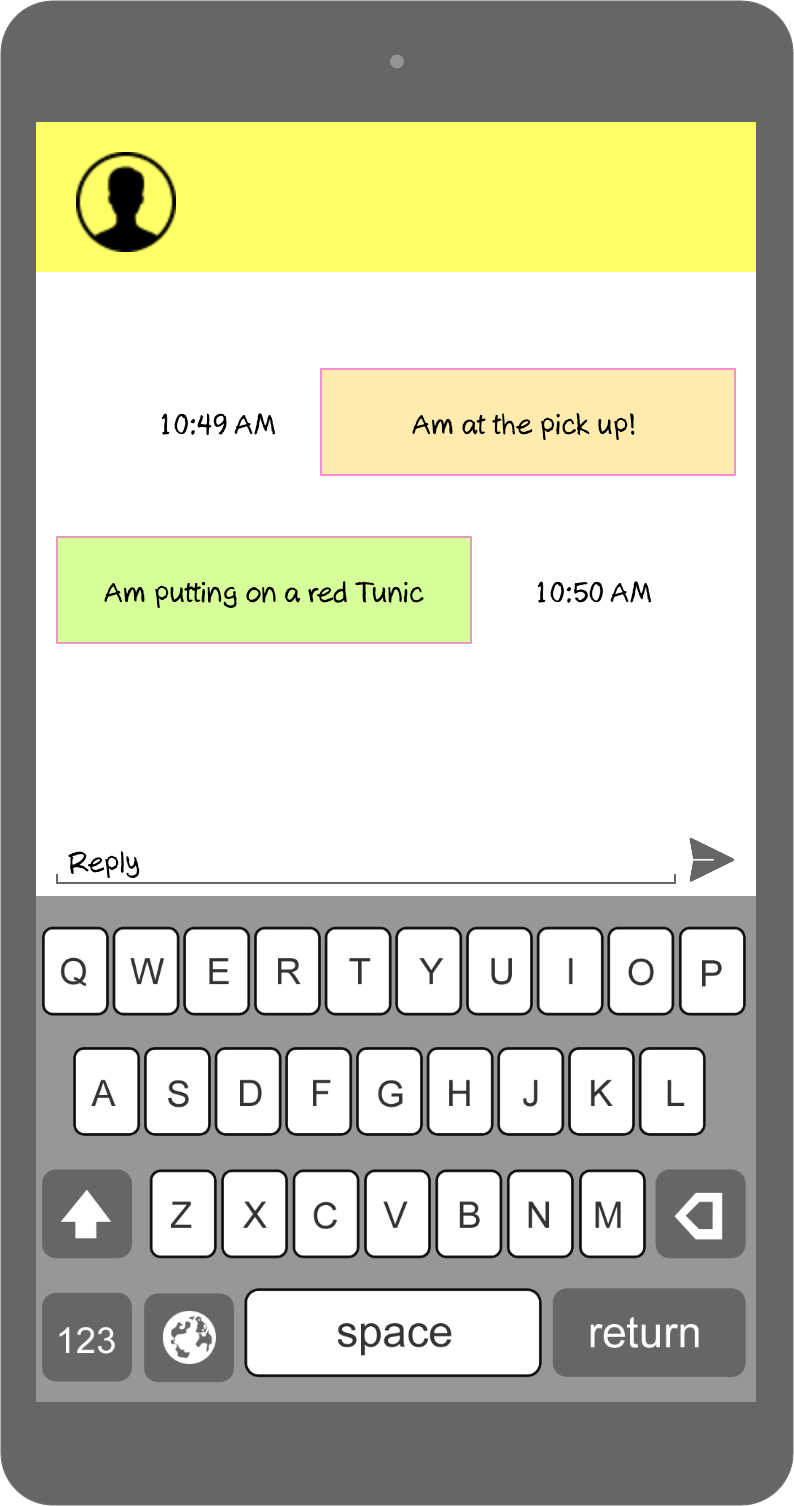 10:49 AM Am at the pick up!
Am putting on a red Tunic 10:50 AM
Reply
Q W E R T Y U I O P
A S D F G H J K L
Z X C V B N M
123 space return